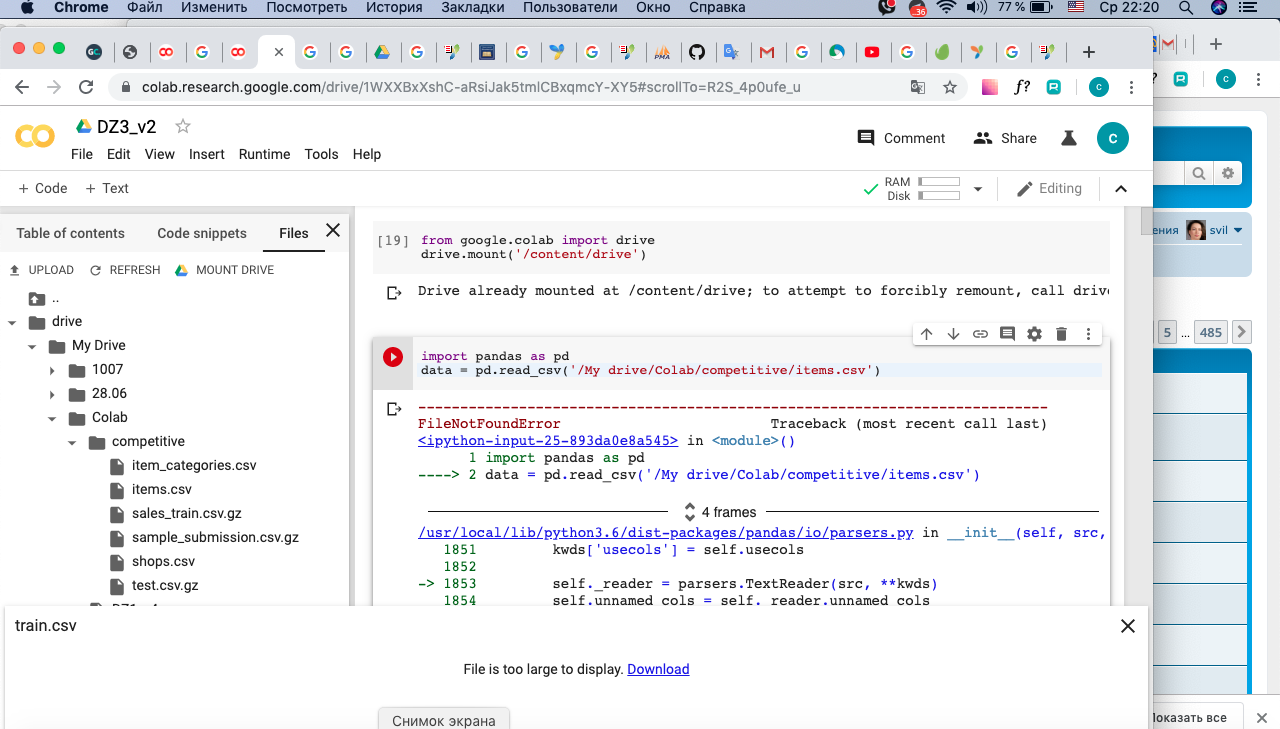 Chrome Файл Изменить Посмотреть История Закладки Пользователи Окно Справка 36 77 % Ср 22:20
colab.research.google.com/drive/1WXXBxXshC-aRsiJak5tmlCBxqmcY-XY5#scrollTo=R2S_4p0ufe_u f? c
DZ3_v2
Comment Share c
File Edit View Insert Runtime Tools Help
+ Code + Text
RAM
Disk
Editing
Table of contents Code snippets Files
UPLOAD REFRESH MOUNT DRIVE
..
drive
My Drive
1007
28.06
Colab
competitive
item_categories.csv
items.csv
sales_train.csv.gz
sample_submission.csv.gz
shops.csv
test.csv.gz
[19] from google.colab import drive
drive.mount('/content/drive')
Drive already mounted at /content/drive; to attempt to forcibly remount, call drive
import pandas as pd
data = pd.read_csv('/My drive/Colab/competitive/items.csv')
---------------------------------------------------------------------------
FileNotFoundError Traceback (most recent call last)
<ipython-input-25-893da0e8a545> in <module>()
1 import pandas as pd
----> 2 data = pd.read_csv('/My drive/Colab/competitive/items.csv')
4 frames
/usr/local/lib/python3.6/dist-packages/pandas/io/parsers.py in __init__(self, src,
1851 kwds['usecols'] = self.usecols
1852
-> 1853 self._reader = parsers.TextReader(src, **kwds)
1854 self.unnamed_cols = self._reader.unnamed_cols
train.csv
File is too large to display. Download
Снимок экрана
c
ения svil
5 ... 485
Показать все